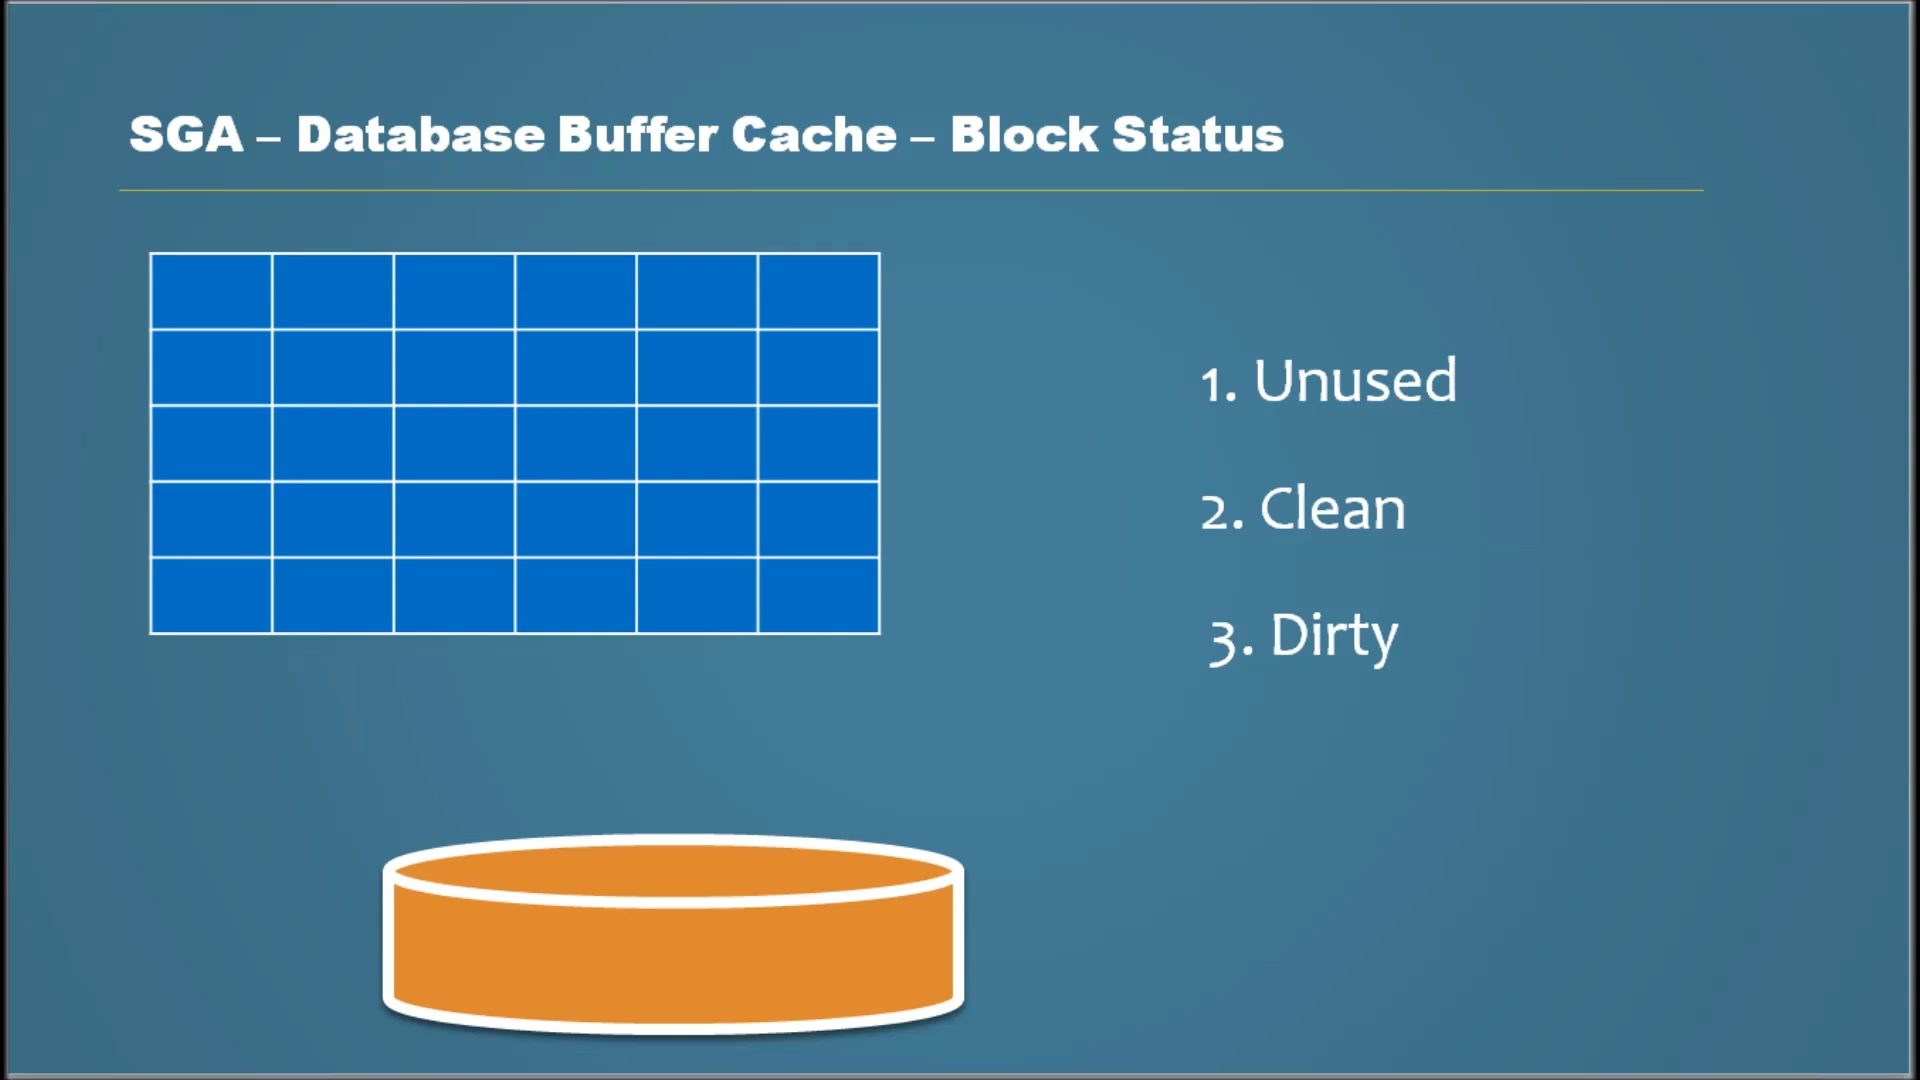 SGA – Database Buffer Cache – Block Status
1. Unused
2. Clean
3. Dirty